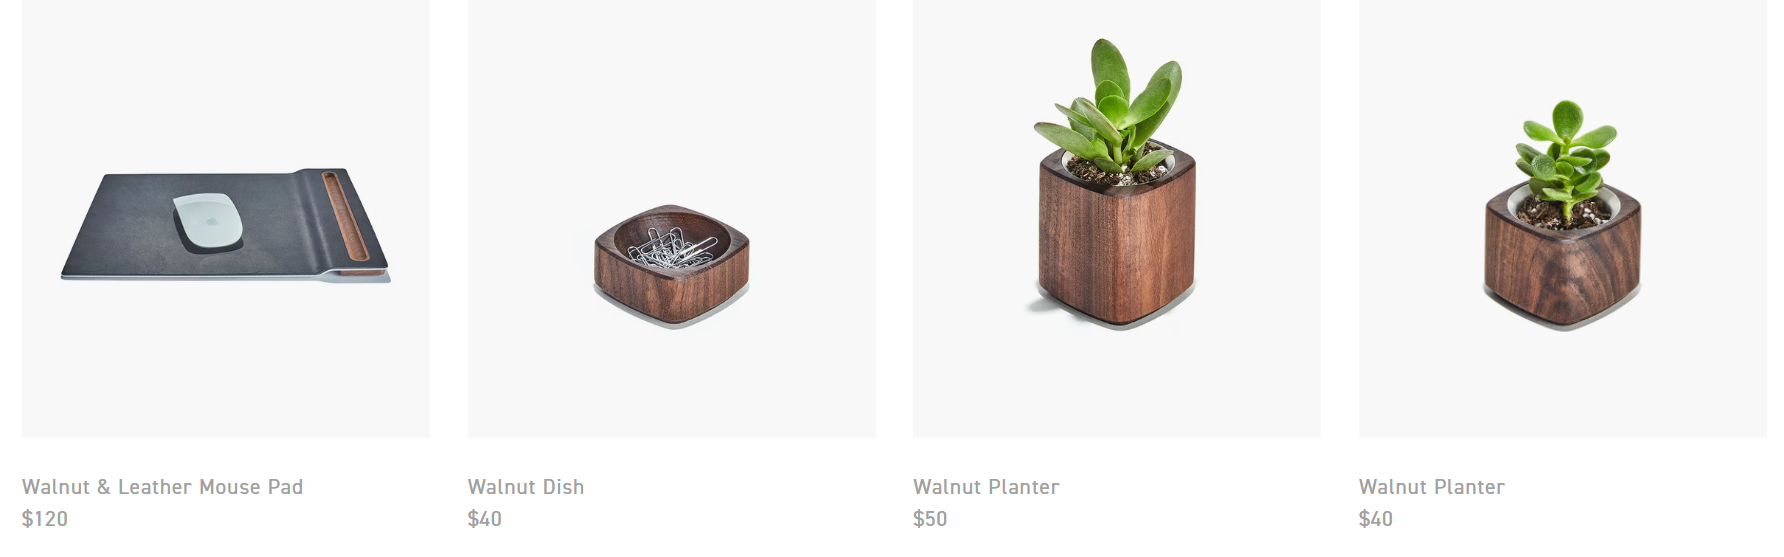 Walnut & Leather Mouse Pad
$120
Walnut Dish
$40
Walnut Planter
$50
Walnut Planter
$40